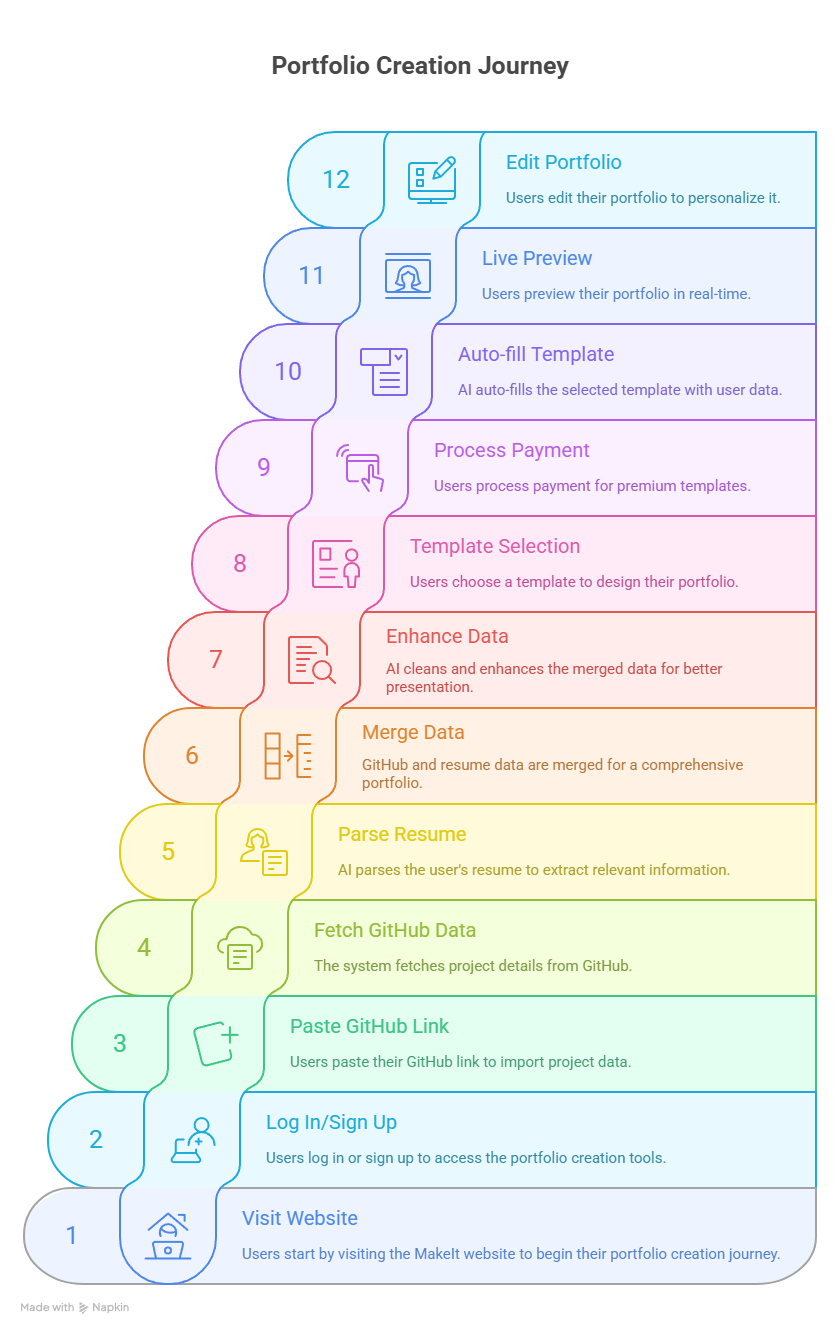 Portfolio Creation Journey
12
Edit Portfolio
Users edit their portfolio to personalize it.
11
Live Preview
Users preview their portfolio in real-time.
10
Auto-fill Template
AI auto-fills the selected template with user data.
9
Process Payment
Users process payment for premium templates.
8
Template Selection
Users choose a template to design their portfolio.
7
Enhance Data
AI cleans and enhances the merged data for better
presentation.
6
Merge Data
GitHub and resume data are merged for a comprehensive
portfolio.
5
Parse Resume
AI parses the user's resume to extract relevant information.
4
Fetch GitHub Data
The system fetches project details from GitHub.
3
Paste GitHub Link
Users paste their GitHub link to import project data.
2
Log In/Sign Up
Users log in or sign up to access the portfolio creation tools.
1
Visit Website
Users start by visiting the MakeIt website to begin their portfolio creation journey.
Made with Napkin